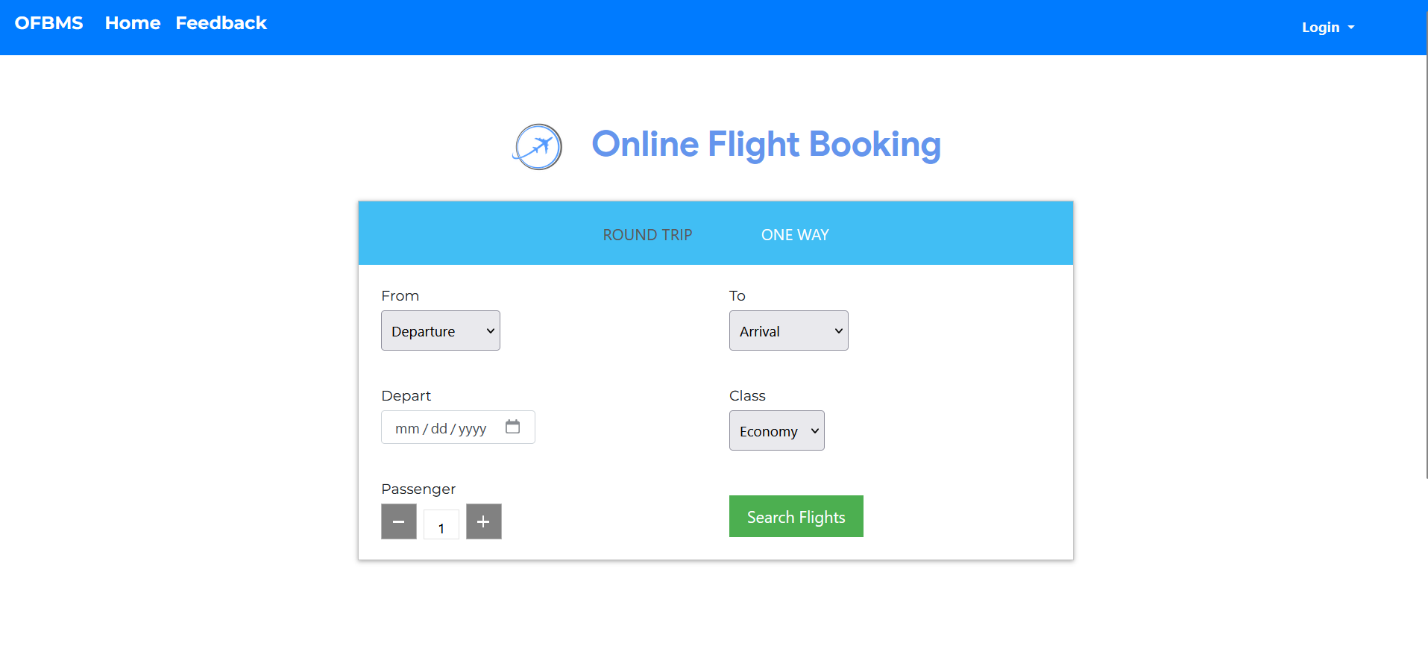 OFBMS Home Feedback Login
Online Flight Booking
ROUND TRIP ONE WAY
From To
Departure Arrival
Depart Class
mm / dd / yyyy Economy
Passenger
− 1 + Search Flights